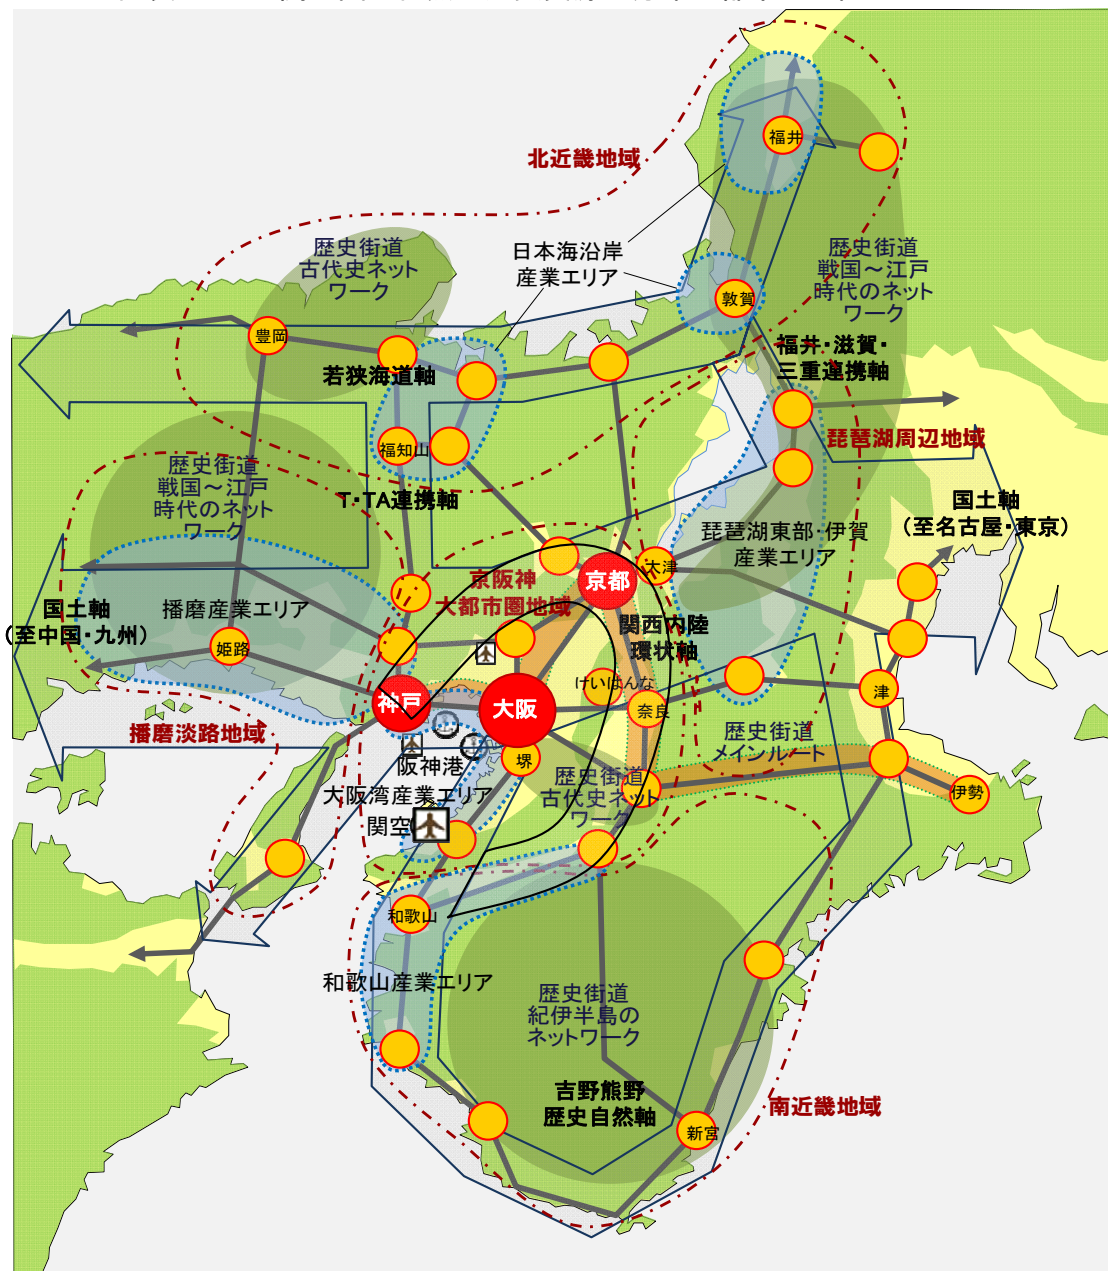 福井
北近畿地域
歴史街道
古代史ネット
ワーク
日本海沿岸
産業エリア
歴史街道
戦国～江戸
時代のネット
ワーク
敦賀
豊岡
若狭海道軸
福井・滋賀・
三重連携軸
福知山
琵琶湖周辺地域
歴史街道
戦国～江戸
時代のネット
ワーク
T・TA連携軸
国土軸
（至名古屋・東京）
琵琶湖東部・伊賀
産業エリア
京阪神
大都市圏地域
京都
大津
国土軸
（至中国・九州）
播磨産業エリア
姫路
関西内陸
環状軸
けいはんな
神戸
大阪
奈良
津
播磨淡路地域
歴史街道
メインルート
阪神港
堺
大阪湾産業エリア
歴史街道
古代史ネット
ワーク
伊勢
関空
和歌山
和歌山産業エリア
歴史街道
紀伊半島の
ネットワーク
吉野熊野
歴史自然軸
南近畿地域
新宮